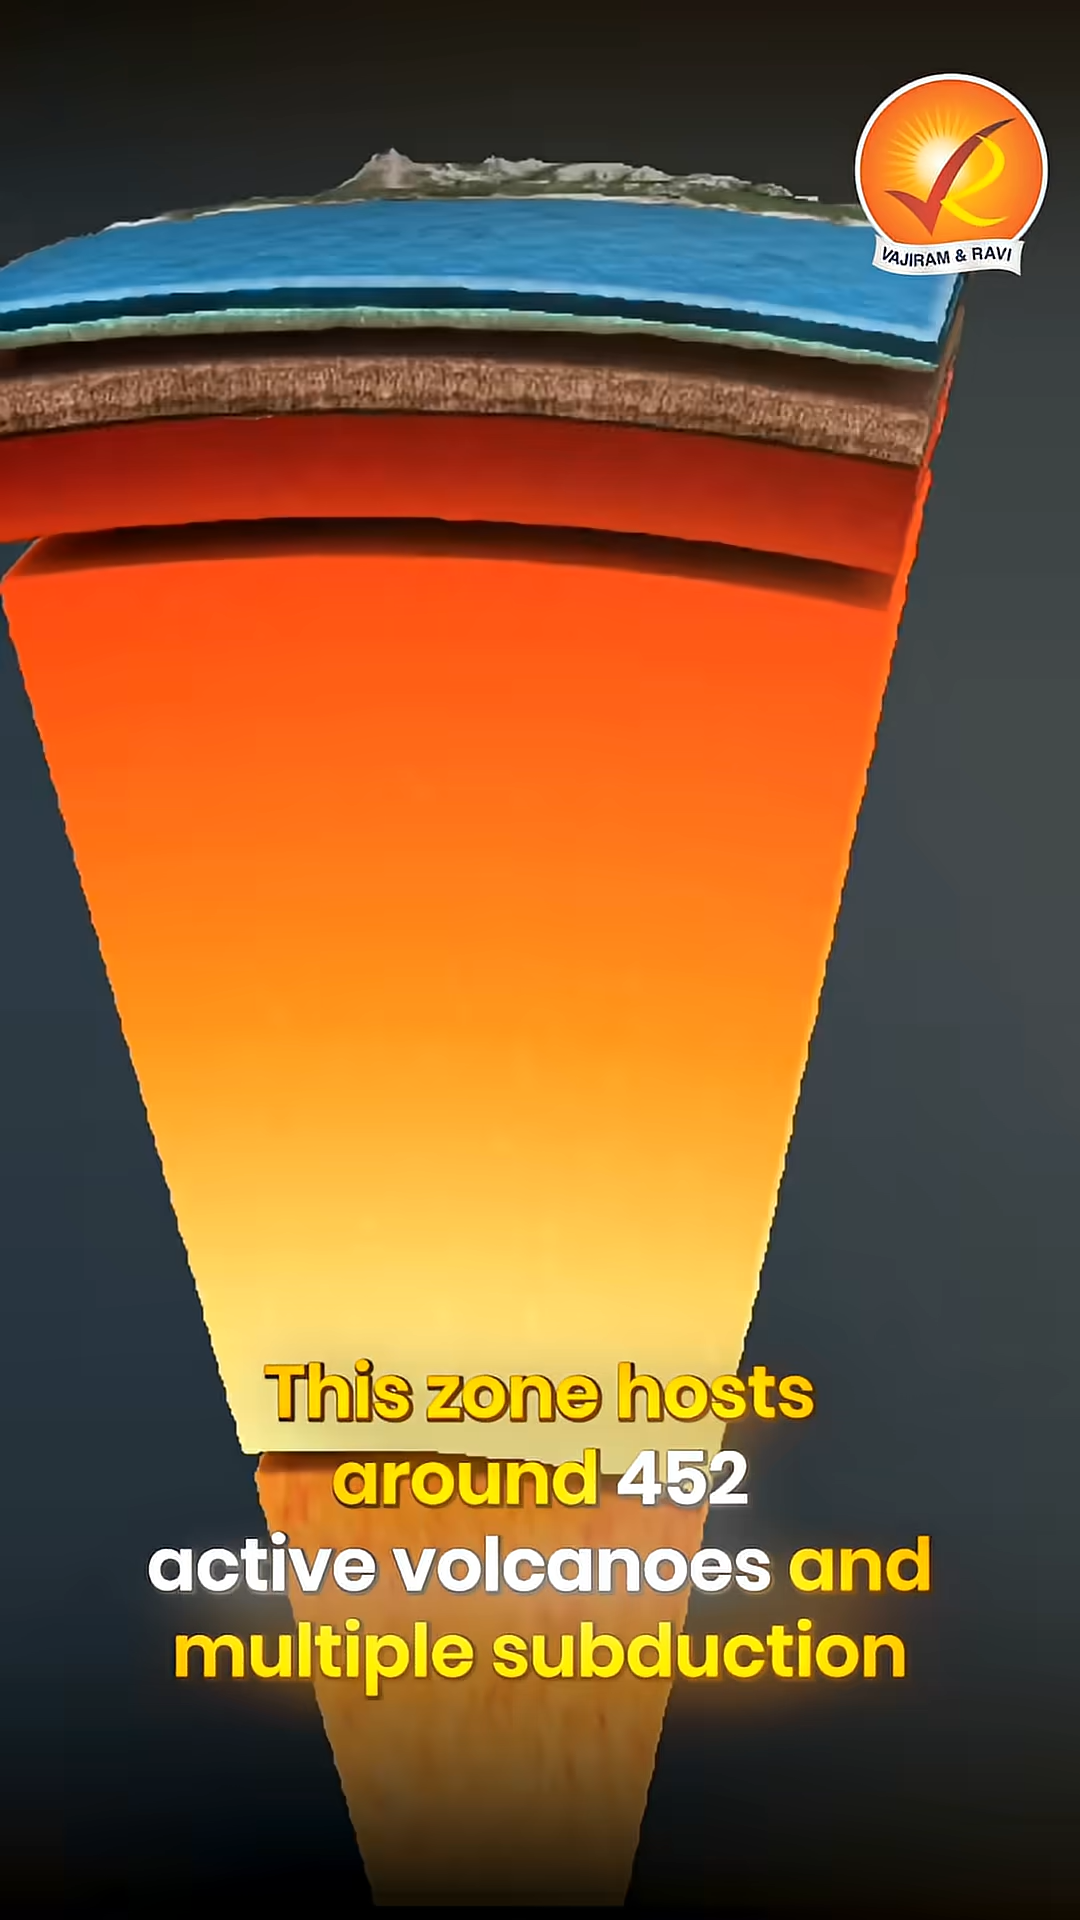 VAJIRAM & RAVI
This zone hosts
around 452
active volcanoes and
multiple subduction